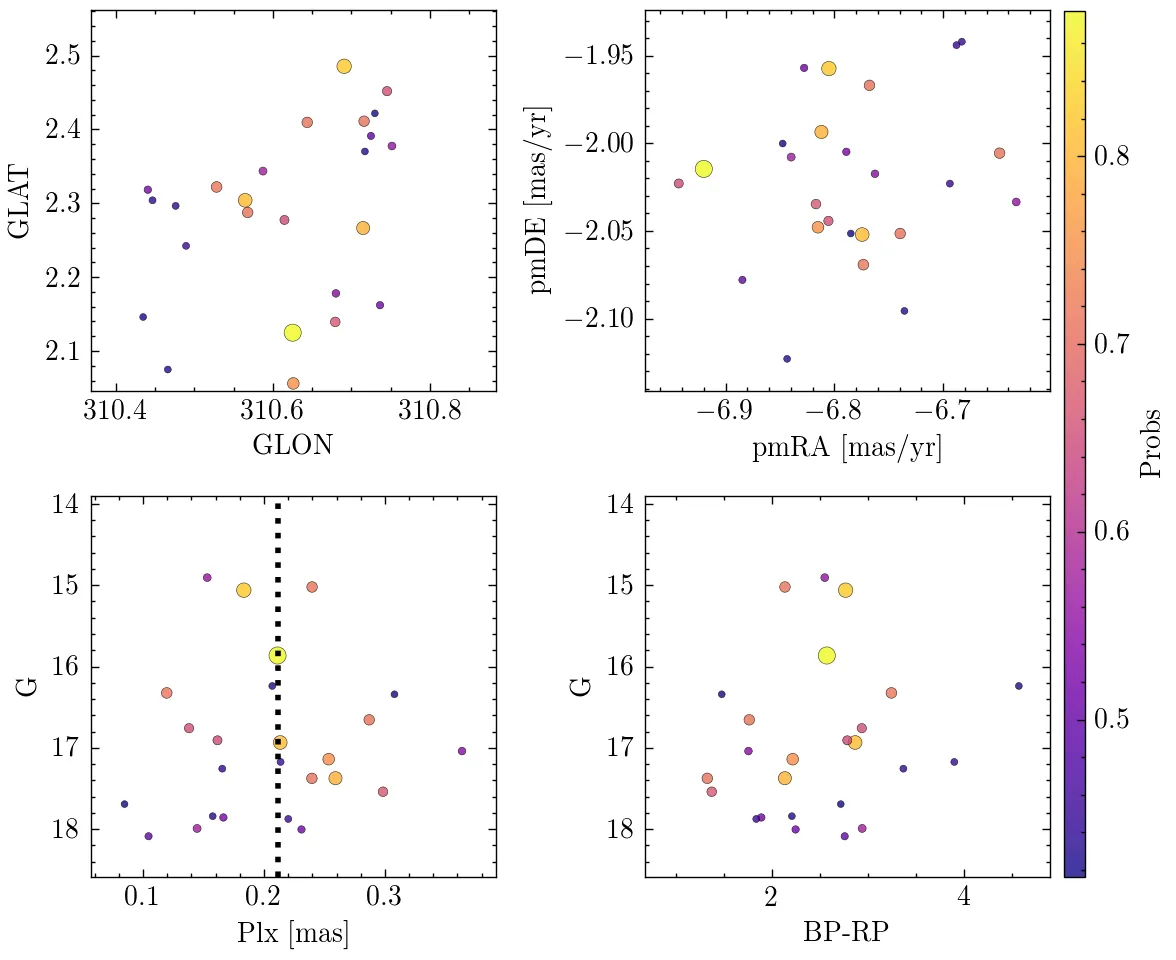 2.5
2.4
2.3
2.2
2.1
GLAT
310.4 310.6 310.8
GLON
−1.95
−2.00
−2.05
−2.10
pmDE [mas/yr]
−6.9 −6.8 −6.7
pmRA [mas/yr]
14
15
16
17
18
G
0.1 0.2 0.3
Plx [mas]
14
15
16
17
18
G
2 4
BP-RP
0.8
0.7
0.6
0.5
Probs